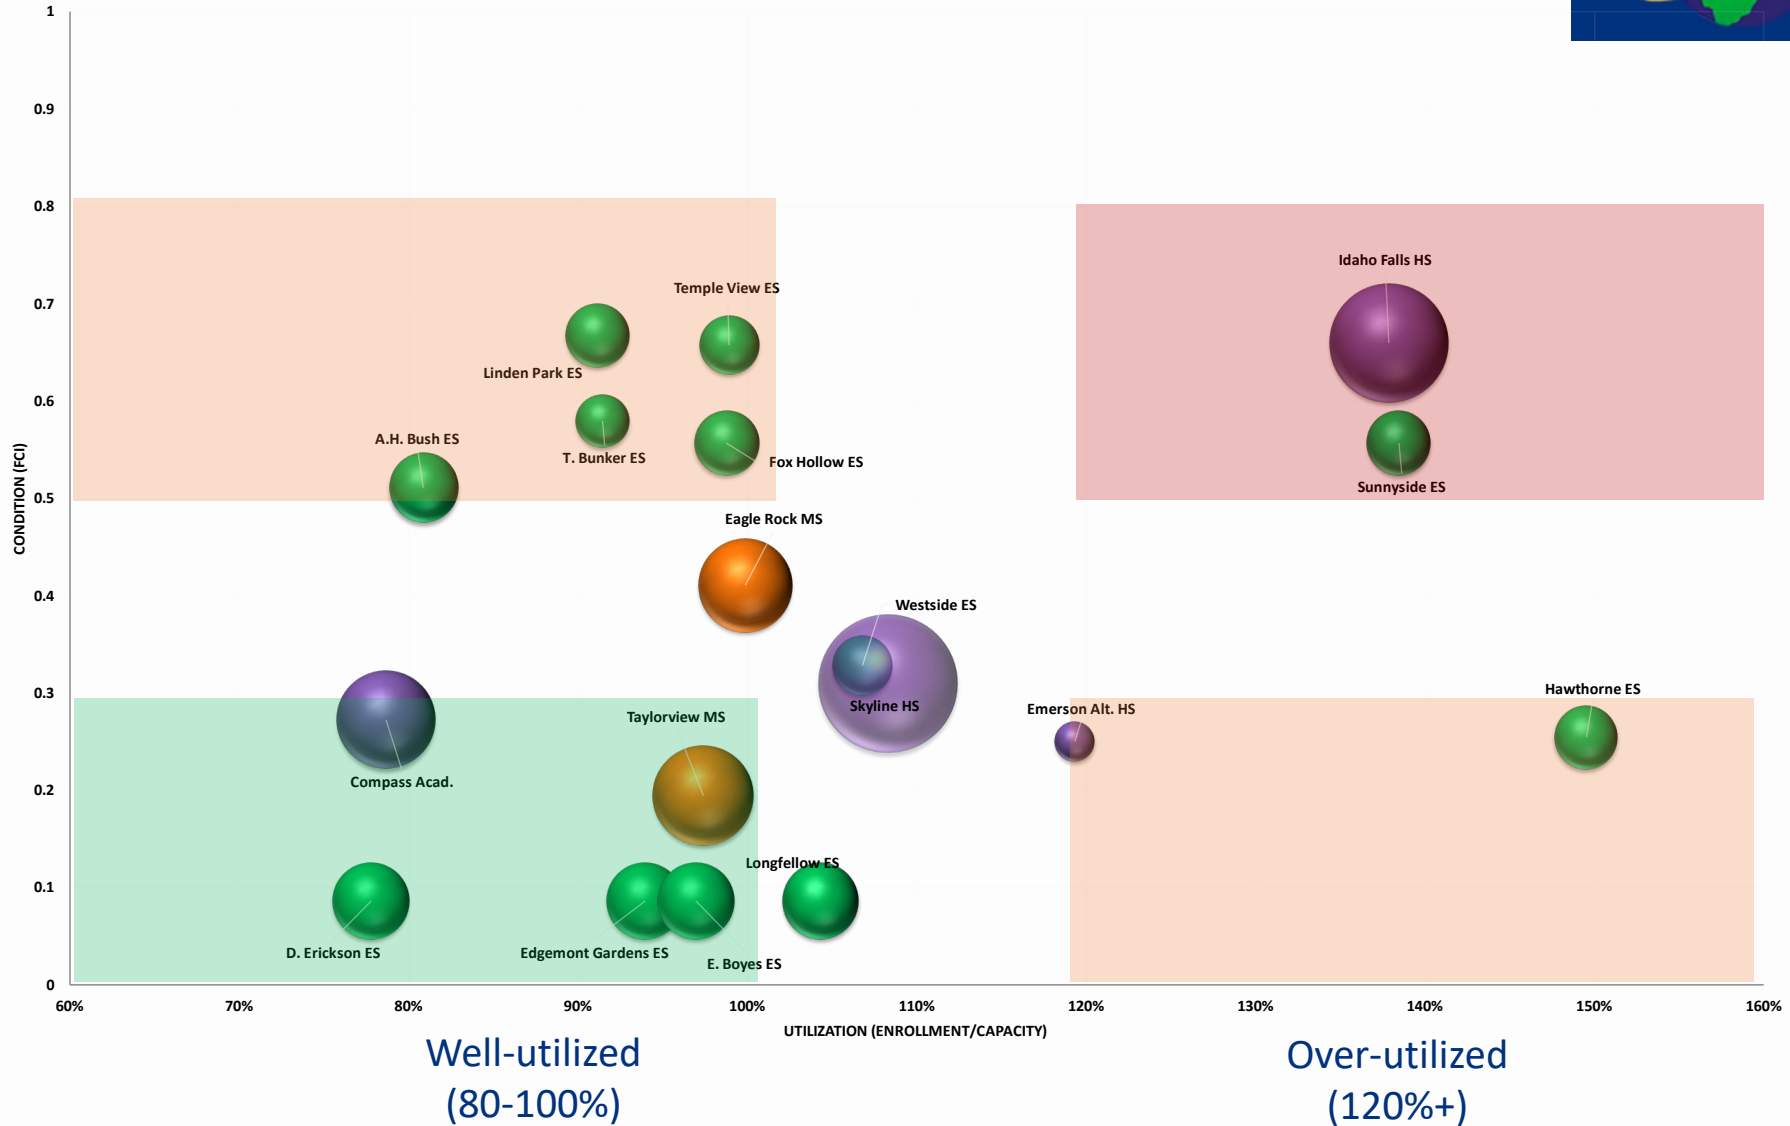 1
0.9
0.8
0.7
0.6
0.5
0.4
0.3
0.2
0.1
0
CONDITION (FCI)
Idaho Falls HS
Temple View ES
Linden Park ES
A.H. Bush ES
T. Bunker ES
Fox Hollow ES
Sunnyside ES
Eagle Rock MS
Westside ES
Skyline HS
Hawthorne ES
Emerson Alt. HS
Taylorview MS
Compass Acad.
Longfellow ES
D. Erickson ES
Edgemont Gardens ES
E. Boyes ES
60% 70% 80% 90% 100% 110% 120% 130% 140% 150% 160%
UTILIZATION (ENROLLMENT/CAPACITY)
Well-utilized
(80-100%)
Over-utilized
(120%+)